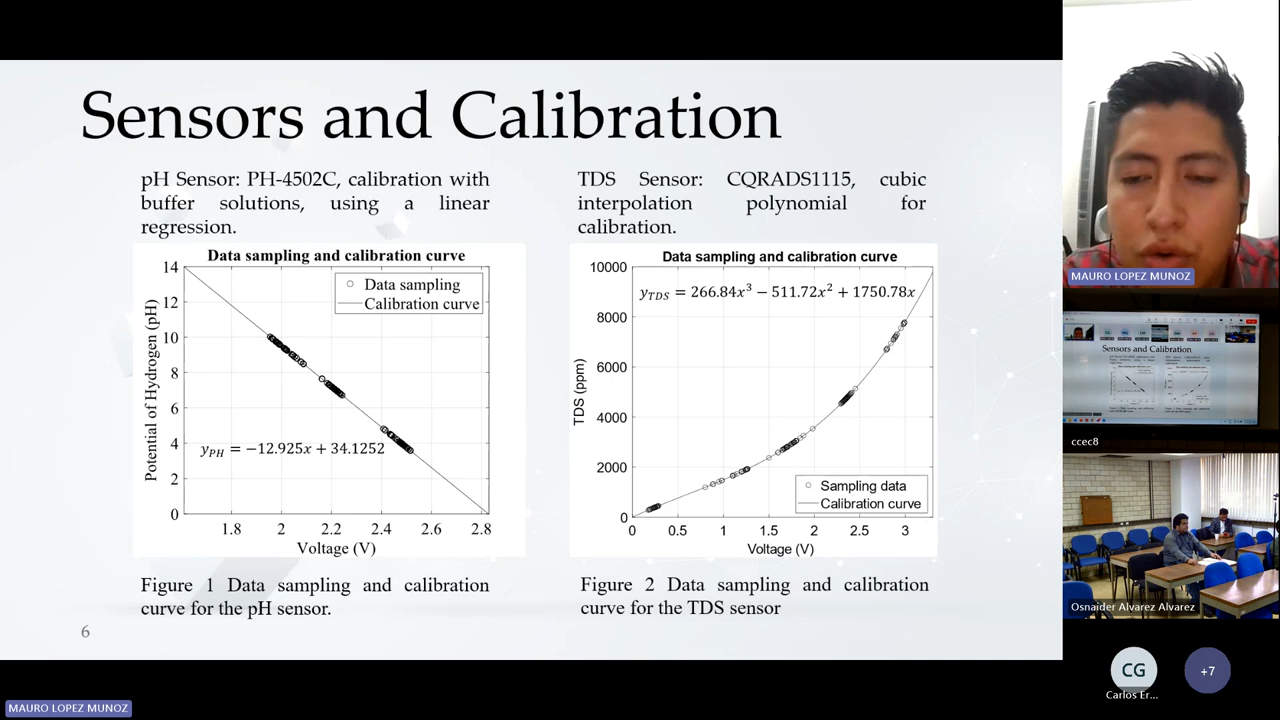 Sensors and Calibration
pH Sensor: PH-4502C, calibration with
buffer solutions, using a linear
regression.
Data sampling and calibration curve
Data sampling
Calibration curve
Potential of Hydrogen (pH)
14
12
10
8
6
4
2
0
y_PH = −12.925x + 34.1252
1.8
2
2.2
2.4
2.6
2.8
Voltage (V)
Figure 1 Data sampling and calibration
curve for the pH sensor.
TDS Sensor: CQRADS1115, cubic
interpolation polynomial for
calibration.
Data sampling and calibration curve
y_TDS = 266.84x³ − 511.72x² + 1750.78x
TDS (ppm)
10000
8000
6000
4000
2000
0
Sampling data
Calibration curve
0
0.5
1
1.5
2
2.5
3
Voltage (V)
Figure 2 Data sampling and calibration
curve for the TDS sensor
6
MAURO LOPEZ MUNOZ
MAURO LOPEZ MUNOZ
Sensors and Calibration
ccec8
Osnaider Alvarez Alvarez
CG
Carlos Er...
+7